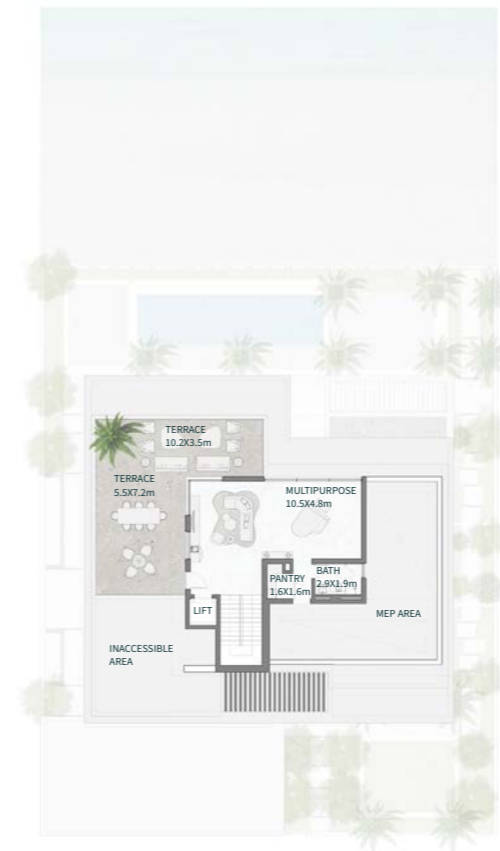 TERRACE
10.2X3.5m
TERRACE
5.5X7.2m
MULTIPURPOSE
10.5X4.8m
PANTRY
1.6X1.6m
BATH
2.9X1.9m
LIFT
MEP AREA
INACCESSIBLE
AREA